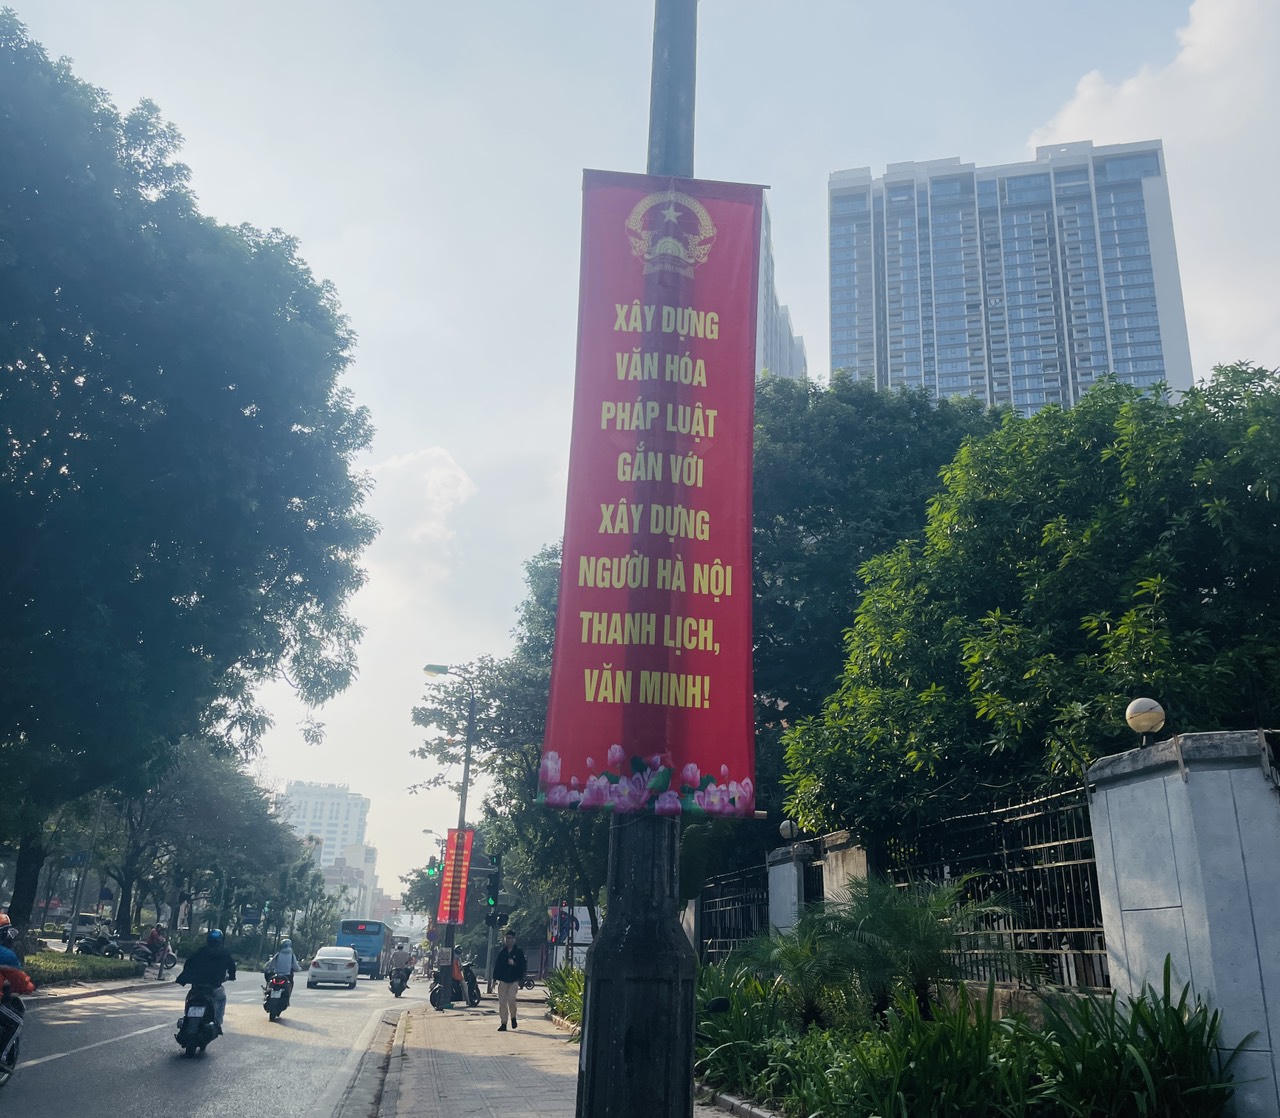 XÂY DỰNG
VĂN HÓA
PHÁP LUẬT
GẮN VỚI
XÂY DỰNG
NGƯỜI HÀ NỘI
THANH LỊCH,
VĂN MINH!